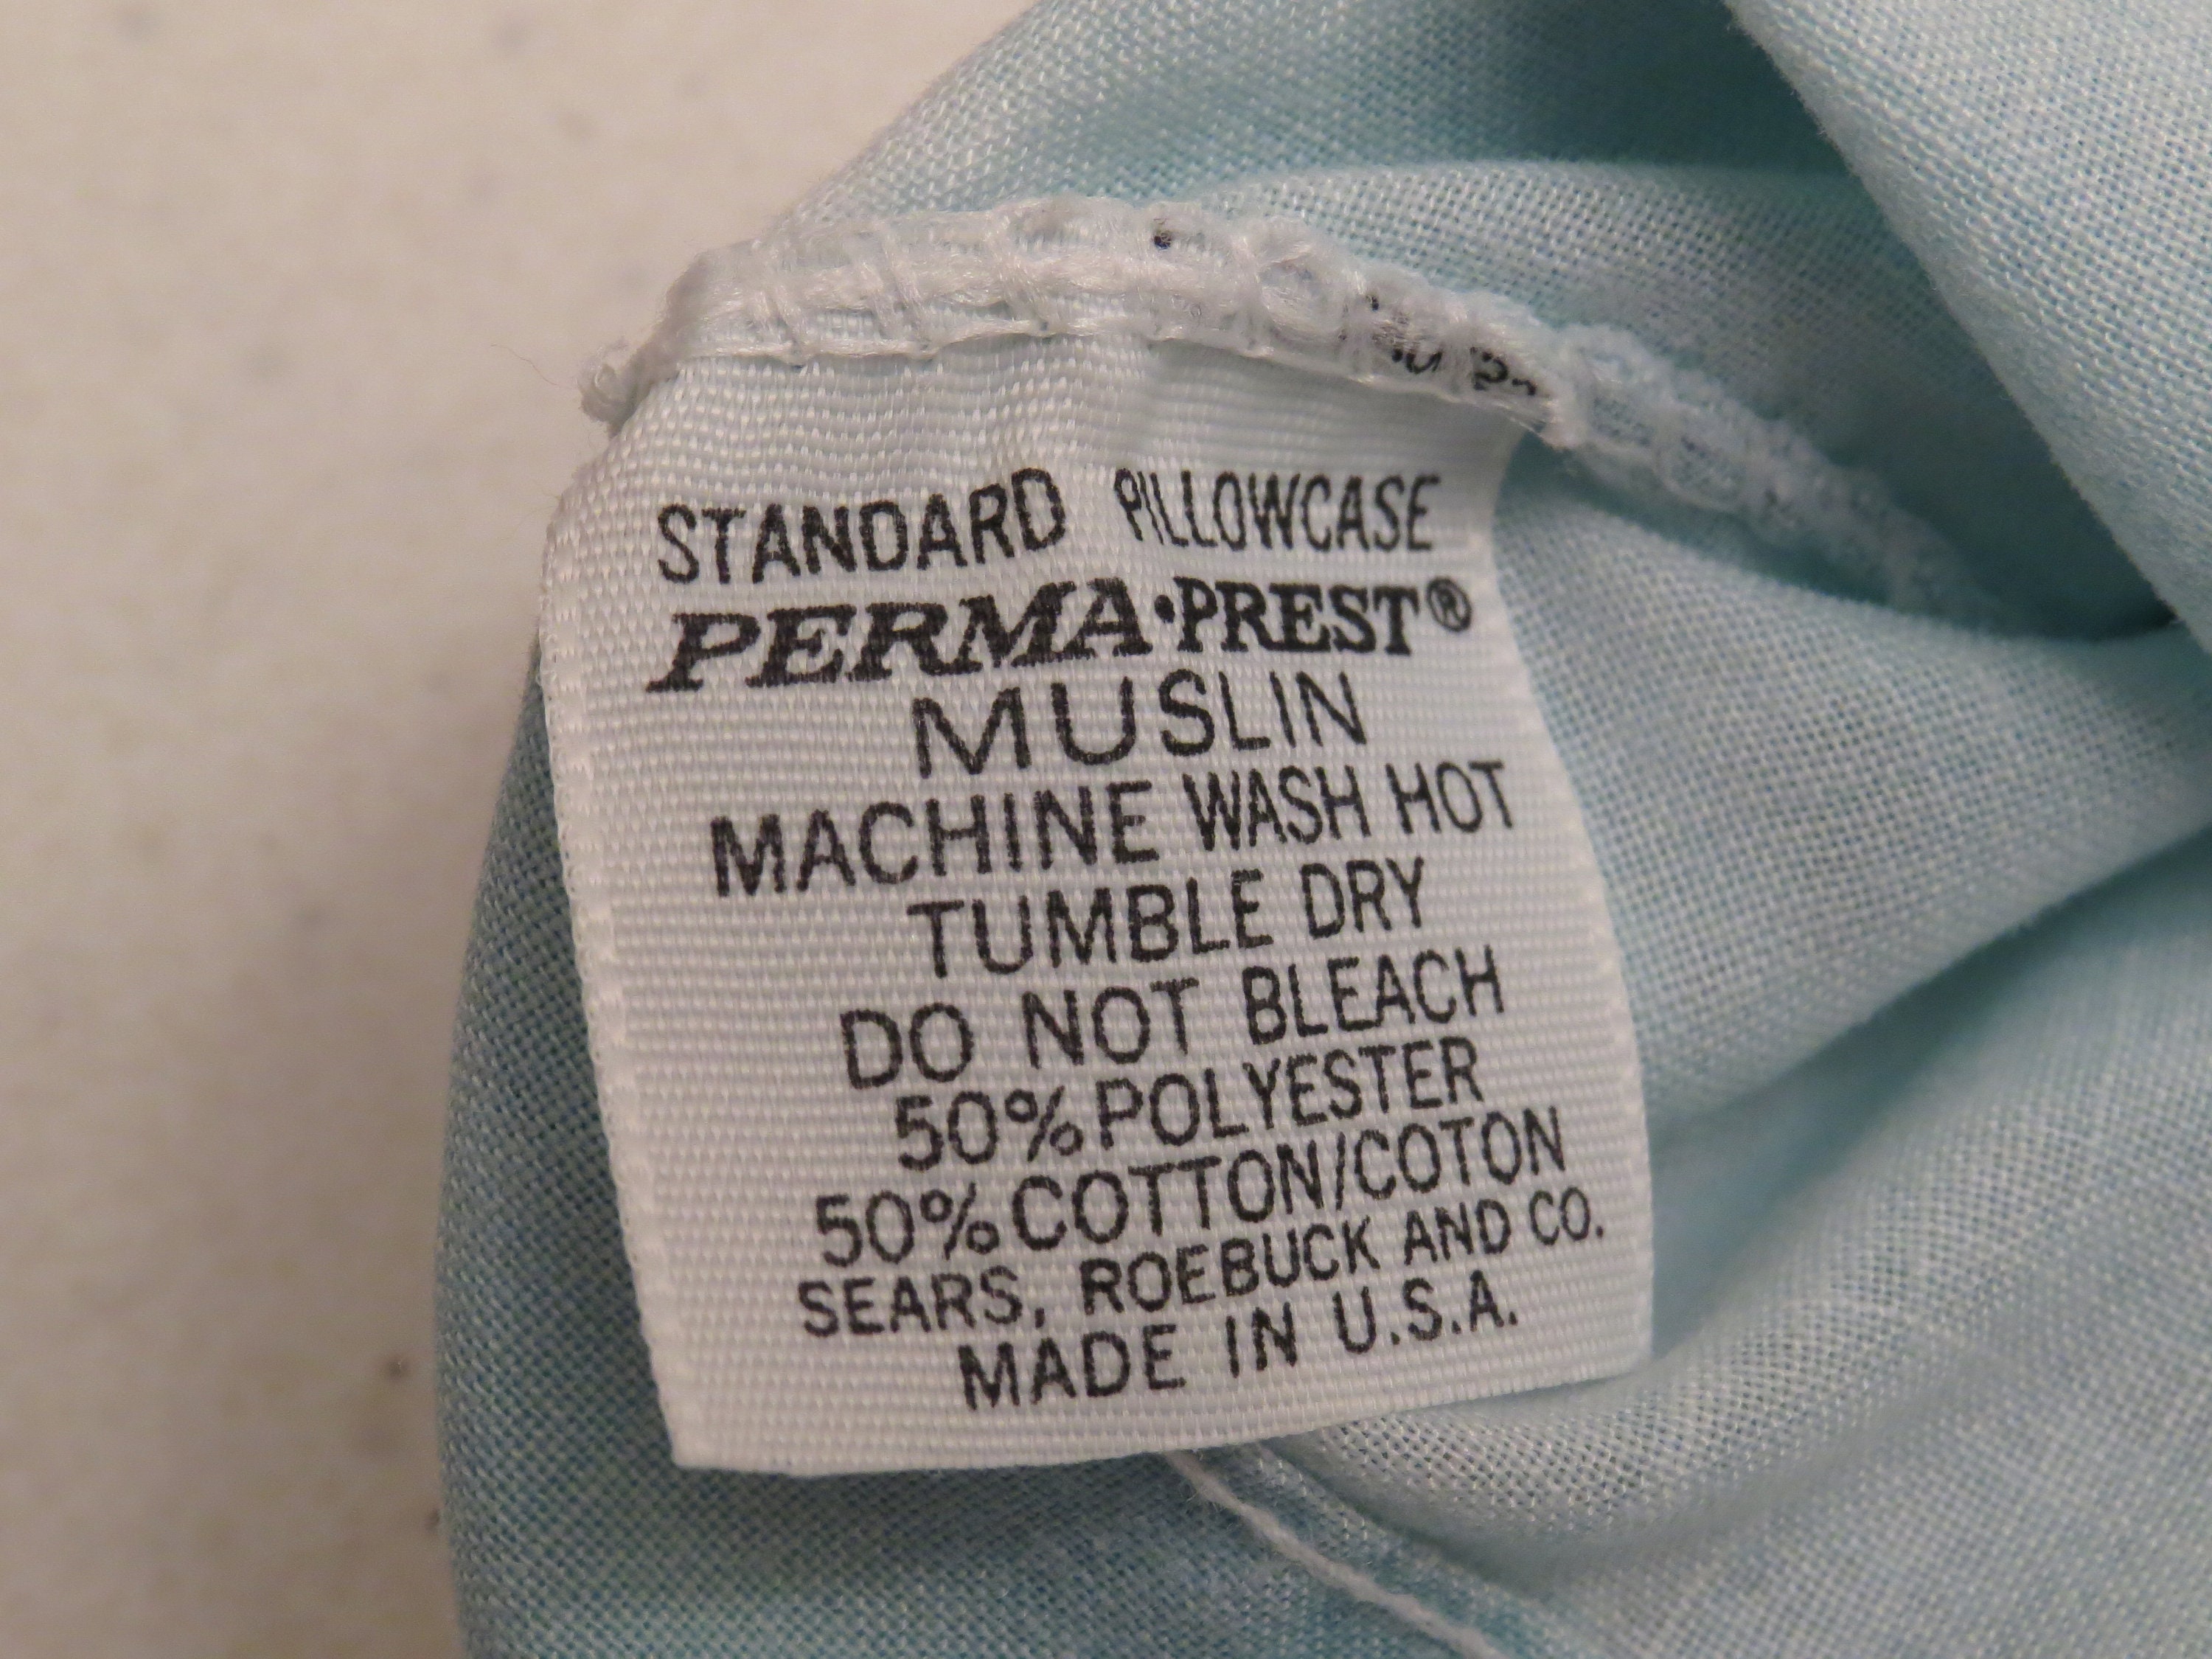 STANDARD PILLOWCASE
PERMA·PREST®
MUSLIN
MACHINE WASH HOT
TUMBLE DRY
DO NOT BLEACH
50% POLYESTER
50% COTTON/COTON
SEARS, ROEBUCK AND CO.
MADE IN U.S.A.